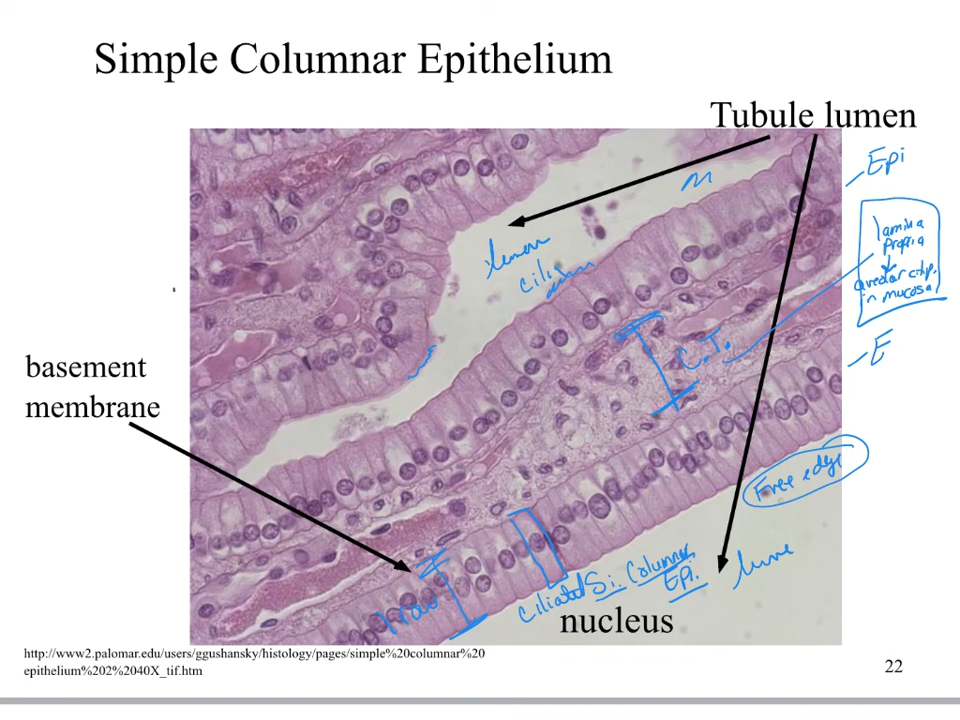 Simple Columnar Epithelium
Tubule lumen
Epi
lamina
propria
areolar c.t.p.
in mucosa
lumen
cilia
C.T.
E
basement
membrane
Free edge
1 row
Ciliated Si. Columnar
Epi.
nucleus
http://www2.palomar.edu/users/ggushansky/histology/pages/simple%20columnar%20
epithelium%202%2040X_tif.htm
22